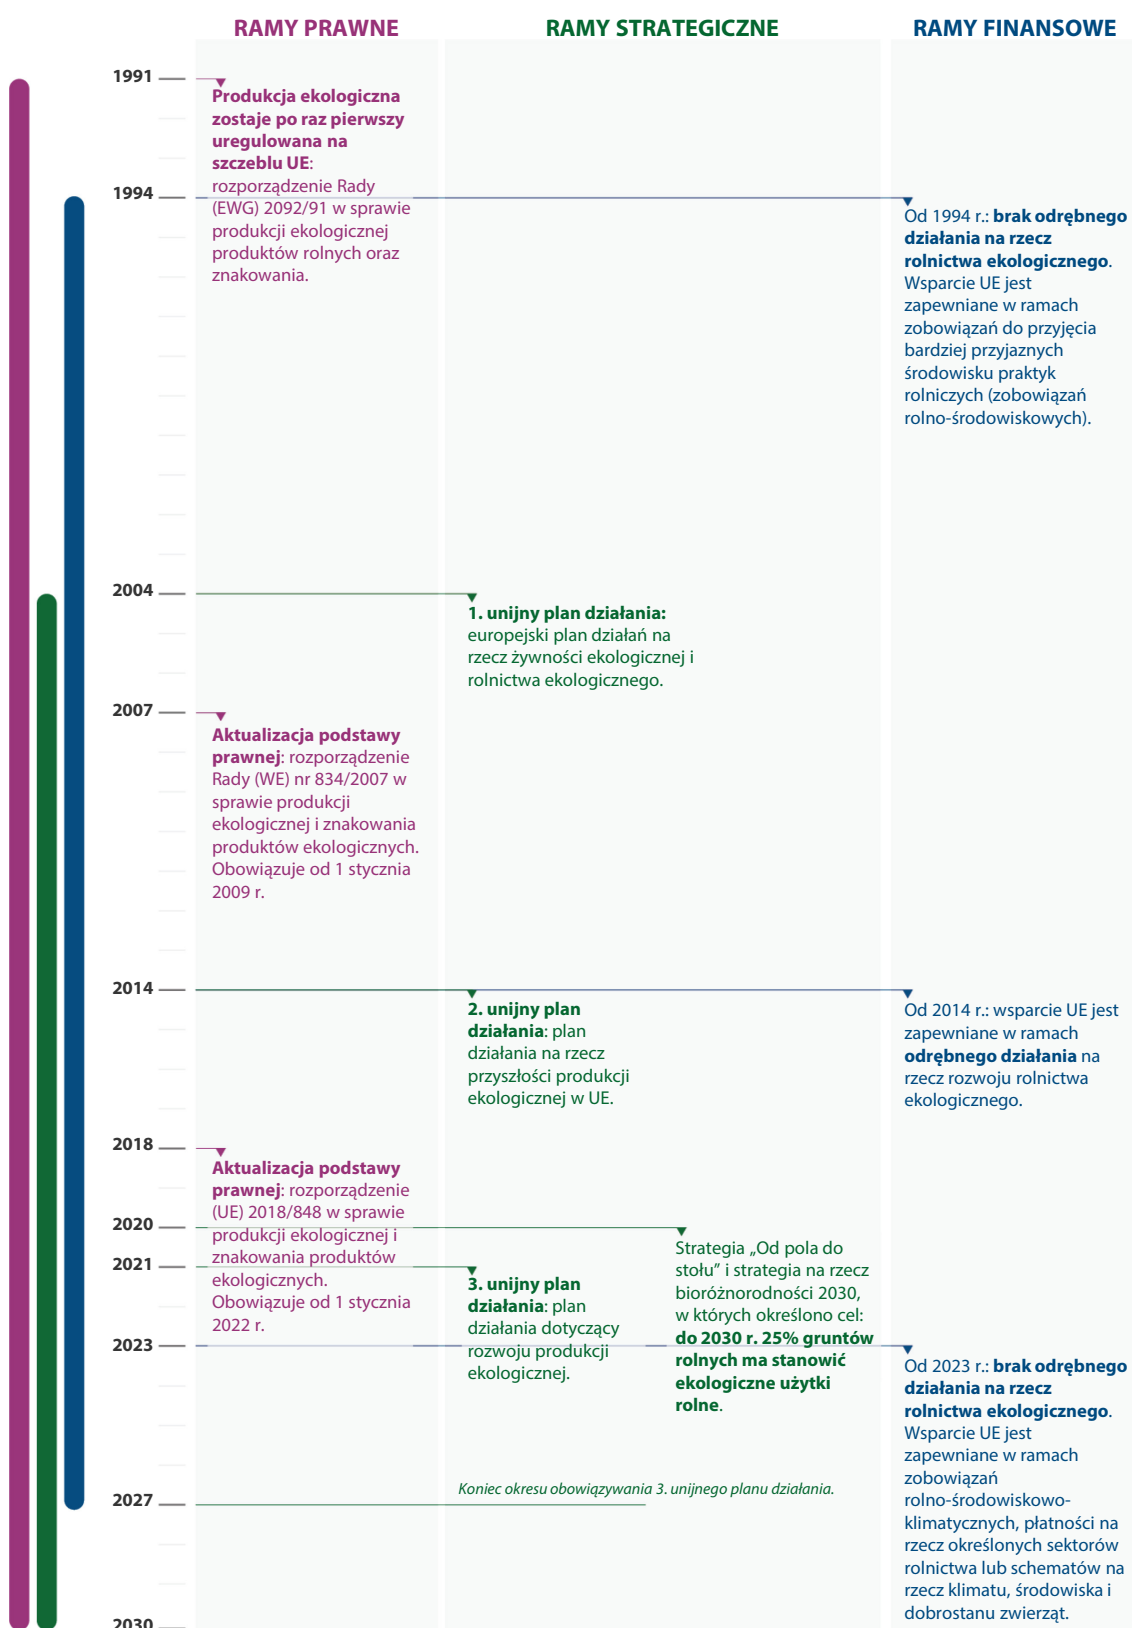 RAMY PRAWNE
RAMY STRATEGICZNE
RAMY FINANSOWE
1991
Produkcja ekologiczna
zostaje po raz pierwszy
uregulowana na
szczeblu UE:
rozporządzenie Rady
(EWG) 2092/91 w sprawie
produkcji ekologicznej
produktów rolnych oraz
znakowania.
1994
Od 1994 r.: brak odrębnego
działania na rzecz
rolnictwa ekologicznego.
Wsparcie UE jest
zapewniane w ramach
zobowiązań do przyjęcia
bardziej przyjaznych
środowisku praktyk
rolniczych (zobowiązań
rolno-środowiskowych).
2004
1. unijny plan działania:
europejski plan działań na
rzecz żywności ekologicznej i
rolnictwa ekologicznego.
2007
Aktualizacja podstawy
prawnej: rozporządzenie
Rady (WE) nr 834/2007 w
sprawie produkcji
ekologicznej i znakowania
produktów ekologicznych.
Obowiązuje od 1 stycznia
2009 r.
2014
2. unijny plan
działania: plan
działania na rzecz
przyszłości produkcji
ekologicznej w UE.
Od 2014 r.: wsparcie UE jest
zapewniane w ramach
odrębnego działania na
rzecz rozwoju rolnictwa
ekologicznego.
2018
Aktualizacja podstawy
prawnej: rozporządzenie
(UE) 2018/848 w sprawie
produkcji ekologicznej i
znakowania produktów
ekologicznych.
Obowiązuje od 1 stycznia
2022 r.
2020
Strategia „Od pola do
stołu” i strategia na rzecz
bioróżnorodności 2030,
w których określono cel:
do 2030 r. 25% gruntów
rolnych ma stanowić
ekologiczne użytki
rolne.
2021
3. unijny plan
działania: plan
działania dotyczący
rozwoju produkcji
ekologicznej.
2023
Od 2023 r.: brak odrębnego
działania na rzecz
rolnictwa ekologicznego.
Wsparcie UE jest
zapewniane w ramach
zobowiązań
rolno-środowiskowo-
klimatycznych, płatności na
rzecz określonych sektorów
rolnictwa lub schematów na
rzecz klimatu, środowiska i
dobrostanu zwierząt.
2027
Koniec okresu obowiązywania 3. unijnego planu działania.
2030